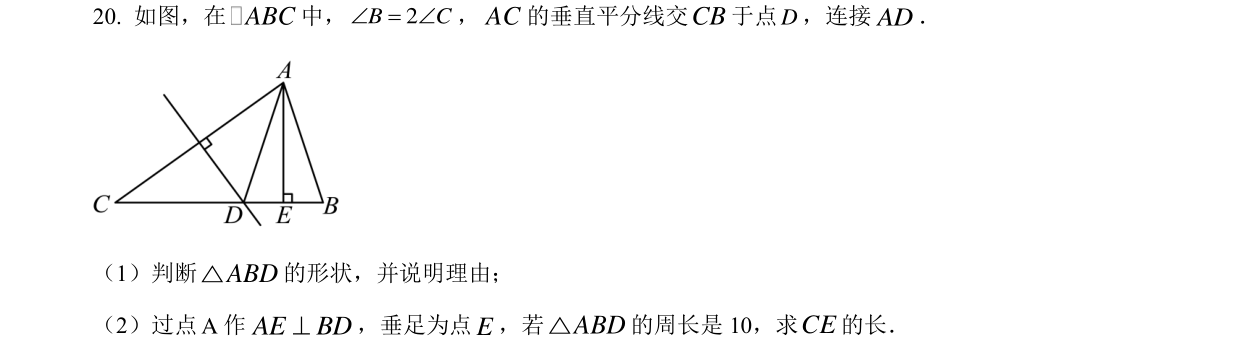 20. 如图，在□ABC 中，∠B=2∠C，AC 的垂直平分线交 CB 于点 D，连接 AD．
A
C
D
E
B
（1）判断△ABD 的形状，并说明理由；
（2）过点 A 作 AE⊥BD，垂足为点 E，若△ABD 的周长是 10，求 CE 的长．